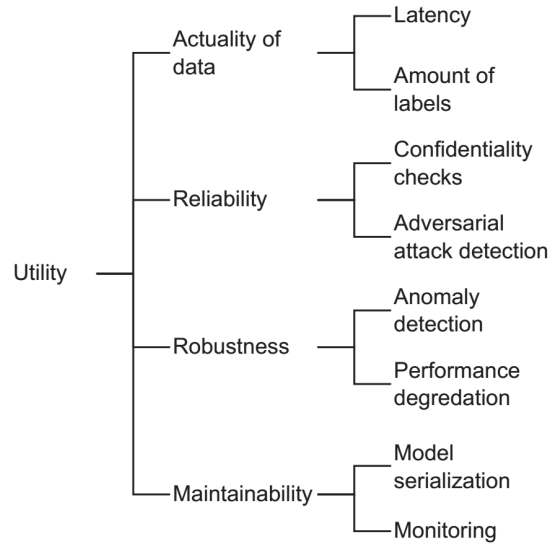 Utility
Actuality of
data
Latency
Amount of
labels
Reliability
Confidentiality
checks
Adversarial
attack detection
Robustness
Anomaly
detection
Performance
degredation
Maintainability
Model
serialization
Monitoring